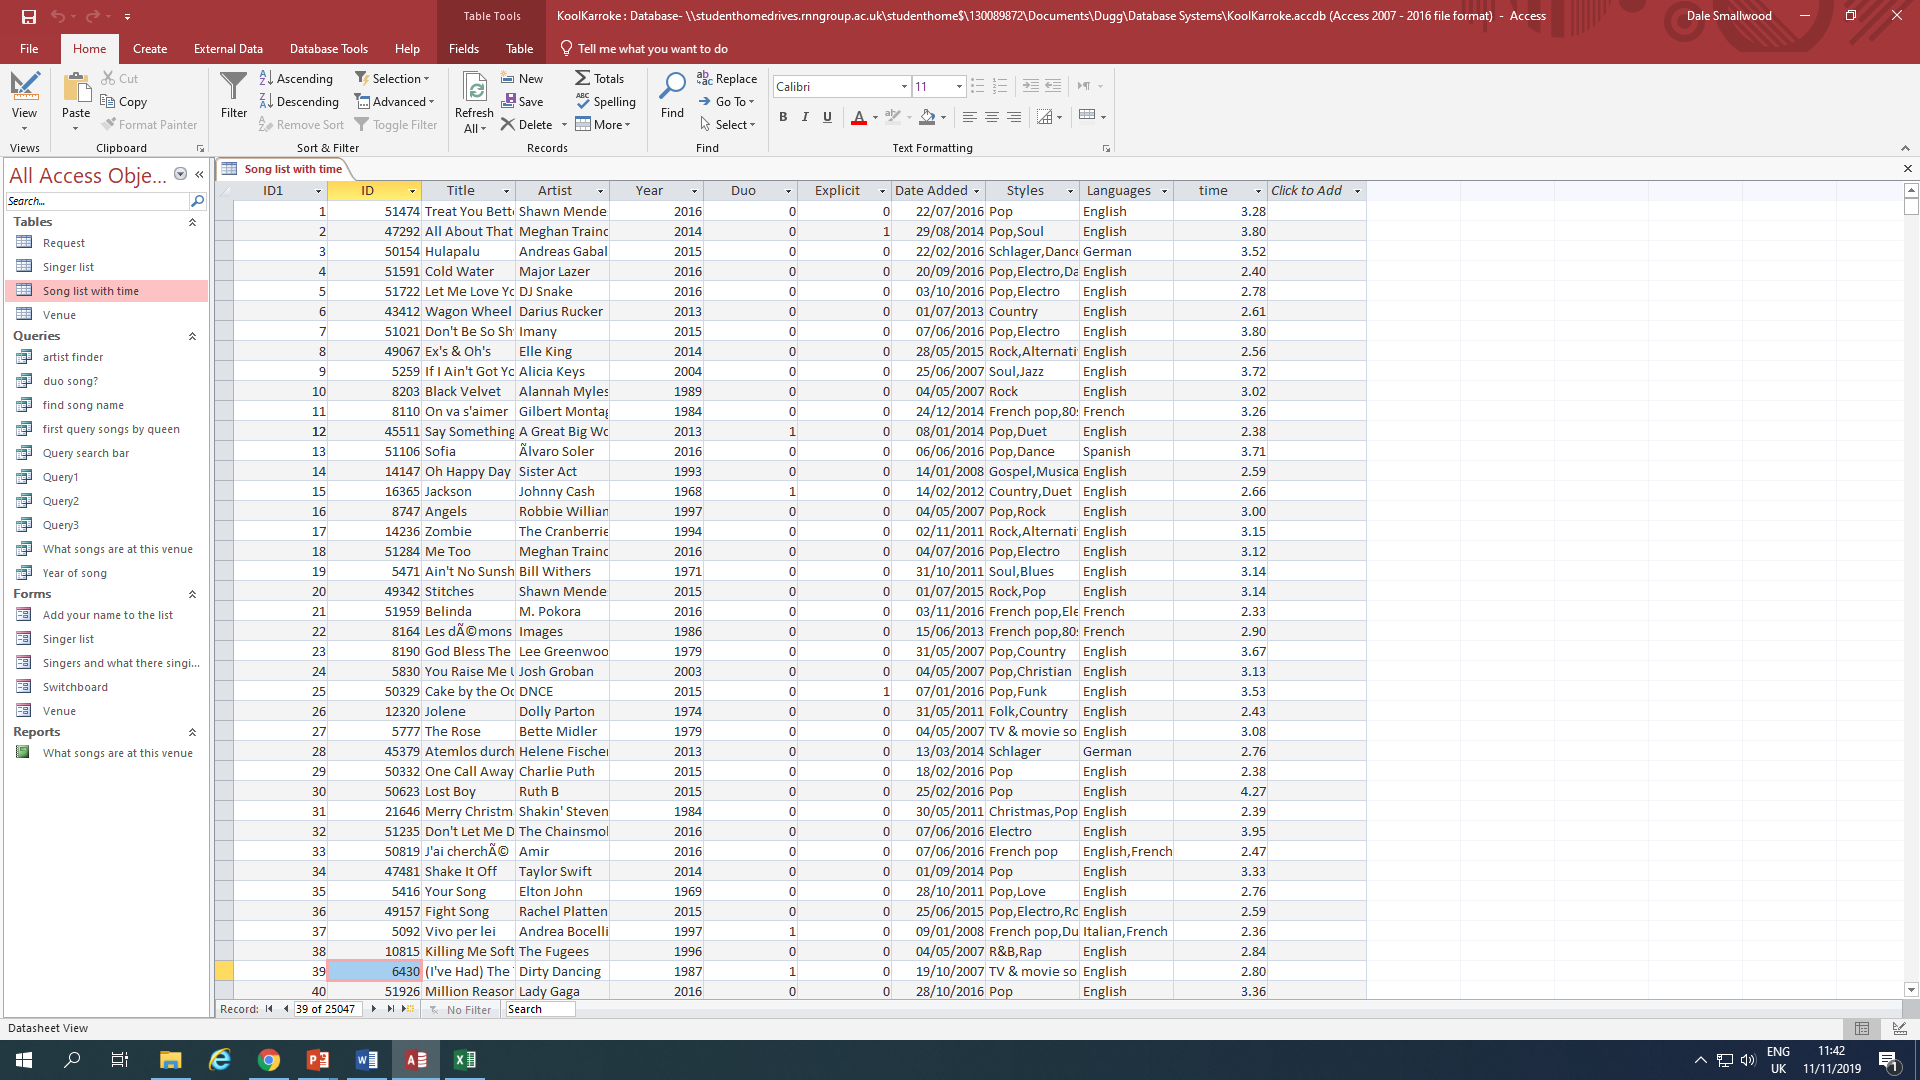 Table Tools
KoolKarroke : Database- \\studenthomedrives.rnngroup.ac.uk\studenthome$\130089872\Documents\Dugg\Database Systems\KoolKarroke.accdb (Access 2007 - 2016 file format) - Access
Dale Smallwood
File Home Create External Data Database Tools Help Fields Table Tell me what you want to do
View Paste Cut Copy Format Painter
Filter Ascending Descending Remove Sort Selection Advanced Toggle Filter
Refresh All New Save Delete Totals Spelling More
Find Replace Go To Select
Calibri 11
B I U A
Views Clipboard Sort & Filter Records Find Text Formatting
All Access Obje...
Search...
Tables
Request
Singer list
Song list with time
Venue
Queries
artist finder
duo song?
find song name
first query songs by queen
Query search bar
Query1
Query2
Query3
What songs are at this venue
Year of song
Forms
Add your name to the list
Singer list
Singers and what there singi...
Switchboard
Venue
Reports
What songs are at this venue
Song list with time
ID1 ID Title Artist Year Duo Explicit Date Added Styles Languages time Click to Add
1 51474 Treat You Bette Shawn Mende 2016 0 0 22/07/2016 Pop English 3.28
2 47292 All About That Meghan Traino 2014 0 1 29/08/2014 Pop,Soul English 3.80
3 50154 Hulapalu Andreas Gabal 2015 0 0 22/02/2016 Schlager,Dance German 3.52
4 51591 Cold Water Major Lazer 2016 0 0 20/09/2016 Pop,Electro,Da English 2.40
5 51722 Let Me Love Yo DJ Snake 2016 0 0 03/10/2016 Pop,Electro English 2.78
6 43412 Wagon Wheel Darius Rucker 2013 0 0 01/07/2013 Country English 2.61
7 51021 Don't Be So Shy Imany 2015 0 0 07/06/2016 Pop,Electro English 3.80
8 49067 Ex's & Oh's Elle King 2014 0 0 28/05/2015 Rock,Alternati English 2.56
9 5259 If I Ain't Got Yo Alicia Keys 2004 0 0 25/06/2007 Soul,Jazz English 3.72
10 8203 Black Velvet Alannah Myles 1989 0 0 04/05/2007 Rock English 3.02
11 8110 On va s'aimer Gilbert Montag 1984 0 0 24/12/2014 French pop,80s French 3.26
12 45511 Say Something A Great Big Wo 2013 1 0 08/01/2014 Pop,Duet English 2.38
13 51106 Sofia Ãlvaro Soler 2016 0 0 06/06/2016 Pop,Dance Spanish 3.71
14 14147 Oh Happy Day Sister Act 1993 0 0 14/01/2008 Gospel,Musica English 2.59
15 16365 Jackson Johnny Cash 1968 1 0 14/02/2012 Country,Duet English 2.66
16 8747 Angels Robbie Willian 1997 0 0 04/05/2007 Pop,Rock English 3.00
17 14236 Zombie The Cranberrie 1994 0 0 02/11/2011 Rock,Alternati English 3.15
18 51284 Me Too Meghan Traino 2016 0 0 04/07/2016 Pop,Electro English 3.12
19 5471 Ain't No Sunsh Bill Withers 1971 0 0 31/10/2011 Soul,Blues English 3.14
20 49342 Stitches Shawn Mende 2015 0 0 01/07/2015 Rock,Pop English 3.14
21 51959 Belinda M. Pokora 2016 0 0 03/11/2016 French pop,Ele French 2.33
22 8164 Les dÃ©mons Images 1986 0 0 15/06/2013 French pop,80s French 2.90
23 8190 God Bless The Lee Greenwoo 1979 0 0 31/05/2007 Pop,Country English 3.67
24 5830 You Raise Me U Josh Groban 2003 0 0 04/05/2007 Pop,Christian English 3.13
25 50329 Cake by the Oc DNCE 2015 0 1 07/01/2016 Pop,Funk English 3.53
26 12320 Jolene Dolly Parton 1974 0 0 31/05/2011 Folk,Country English 2.43
27 5777 The Rose Bette Midler 1979 0 0 04/05/2007 TV & movie so English 3.08
28 45379 Atemlos durch Helene Fischer 2013 0 0 13/03/2014 Schlager German 2.76
29 50332 One Call Away Charlie Puth 2015 0 0 18/02/2016 Pop English 2.38
30 50623 Lost Boy Ruth B 2015 0 0 25/02/2016 Pop English 4.27
31 21646 Merry Christm Shakin' Steven 1984 0 0 30/05/2011 Christmas,Pop English 2.39
32 51235 Don't Let Me D The Chainsmol 2016 0 0 07/06/2016 Electro English 3.95
33 50819 J'ai cherchÃ© Amir 2016 0 0 07/06/2016 French pop English,French 2.47
34 47481 Shake It Off Taylor Swift 2014 0 0 01/09/2014 Pop English 3.33
35 5416 Your Song Elton John 1969 0 0 28/10/2011 Pop,Love English 2.76
36 49157 Fight Song Rachel Platten 2015 0 0 25/06/2015 Pop,Electro,Ro English 2.59
37 5092 Vivo per lei Andrea Bocelli 1997 1 0 09/01/2008 French pop,Du Italian,French 2.36
38 10815 Killing Me Soft The Fugees 1996 0 0 04/05/2007 R&B,Rap English 2.84
39 6430 (I've Had) The Dirty Dancing 1987 1 0 19/10/2007 TV & movie so English 2.80
40 51926 Million Reason Lady Gaga 2016 0 0 28/10/2016 Pop English 3.36
Record: 39 of 25047 No Filter Search
Datasheet View
ENG UK
11:42
11/11/2019
1